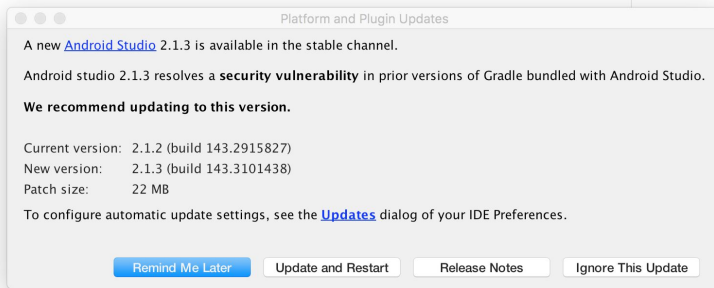 Platform and Plugin Updates
A new Android Studio 2.1.3 is available in the stable channel.
Android studio 2.1.3 resolves a security vulnerability in prior versions of Gradle bundled with Android Studio.
We recommend updating to this version.
Current version: 2.1.2 (build 143.2915827)
New version: 2.1.3 (build 143.3101438)
Patch size: 22 MB
To configure automatic update settings, see the Updates dialog of your IDE Preferences.
Remind Me Later Update and Restart Release Notes Ignore This Update